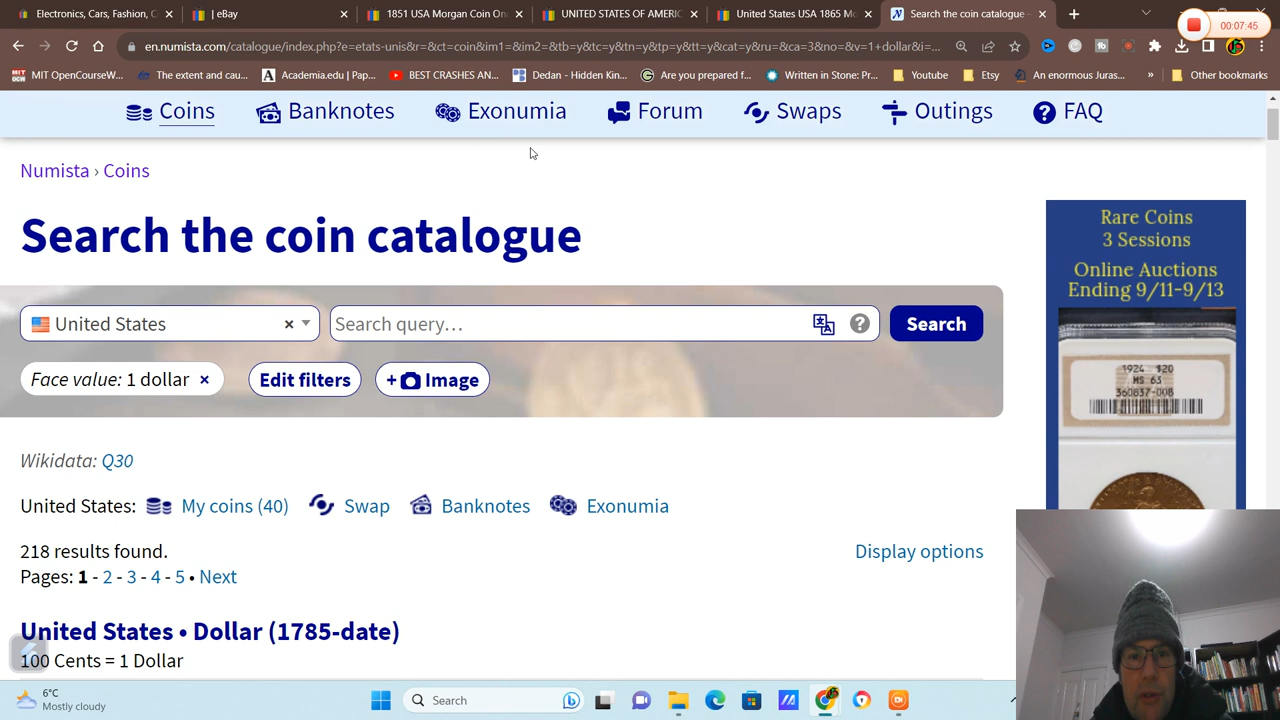 Electronics, Cars, Fashion, C
| eBay
1851 USA Morgan Coin On
UNITED STATES OF AMERIC
United States USA 1865 Mo
Search the coin catalogue –
00:07:45
en.numista.com/catalogue/index.php?e=etats-unis&r=&ct=coin&im1=&im2=&tb=y&tc=y&tn=y&tp=y&tt=y&cat=y&ru=&ca=3&no=&v=1+dollar&i=...
MIT OpenCourseW...
The extent and cau...
Academia.edu | Pap...
BEST CRASHES AN...
Dedan - Hidden Kin...
Are you prepared f...
Written in Stone: Pr...
Youtube
Etsy
An enormous Juras...
»
Other bookmarks
Coins
Banknotes
Exonumia
Forum
Swaps
Outings
FAQ
Numista › Coins
Search the coin catalogue
United States
Search query...
Search
Face value: 1 dollar ×
Edit filters
+ Image
Wikidata: Q30
United States: My coins (40) Swap Banknotes Exonumia
218 results found.
Display options
Pages: 1 - 2 - 3 - 4 - 5 • Next
United States • Dollar (1785-date)
100 Cents = 1 Dollar
Rare Coins
3 Sessions
Online Auctions
Ending 9/11-9/13
1924 $20
MS 63
360837-008
6°C
Mostly cloudy
Search